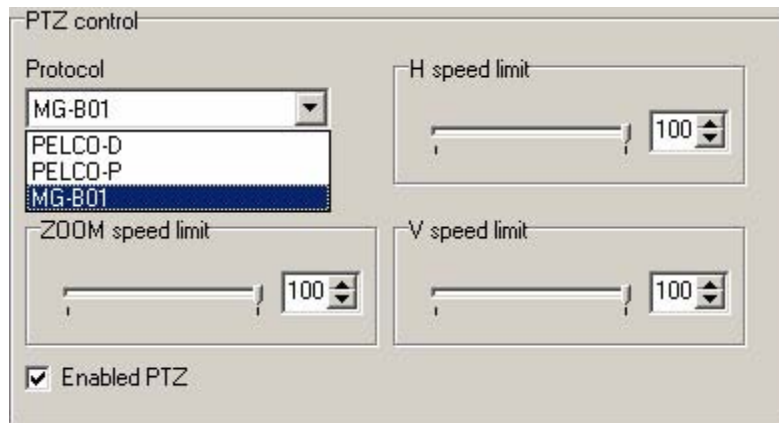 PTZ control
Protocol
MG-B01
PELCO-D
PELCO-P
MG-B01
H speed limit
100
ZOOM speed limit
100
V speed limit
100
Enabled PTZ